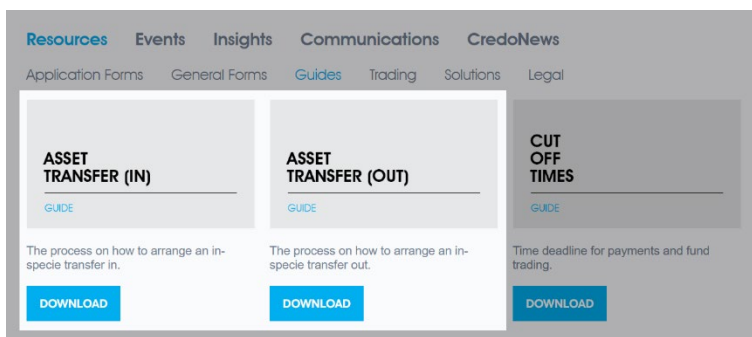 Resources Events Insights Communications CredoNews
Application Forms General Forms Guides Trading Solutions Legal
ASSET
TRANSFER (IN)
GUIDE
The process on how to arrange an in-
specie transfer in.
DOWNLOAD
ASSET
TRANSFER (OUT)
GUIDE
The process on how to arrange an in-
specie transfer out.
DOWNLOAD
CUT
OFF
TIMES
GUIDE
Time deadline for payments and fund
trading.
DOWNLOAD